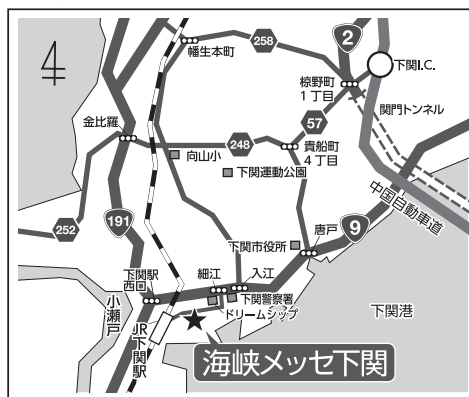 幡生本町
258
2
下関I.C.
椋野町
1丁目
57
関門トンネル
金比羅
向山小
248
貴船町
4丁目
下関運動公園
中国自動車道
252
191
9
唐戸
下関市役所
下関駅
西口
細江
入江
小瀬戸
JR下関駅
下関警察署
ドリームシップ
下関港
海峡メッセ下関